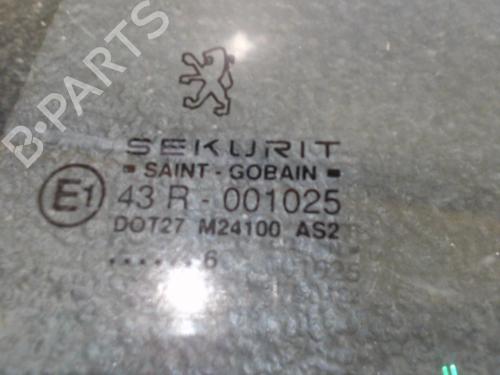 B-PARTS
SEKURIT
SAINT-GOBAIN
E1
43 R - 001025
DOT27 M24100 AS2
......6